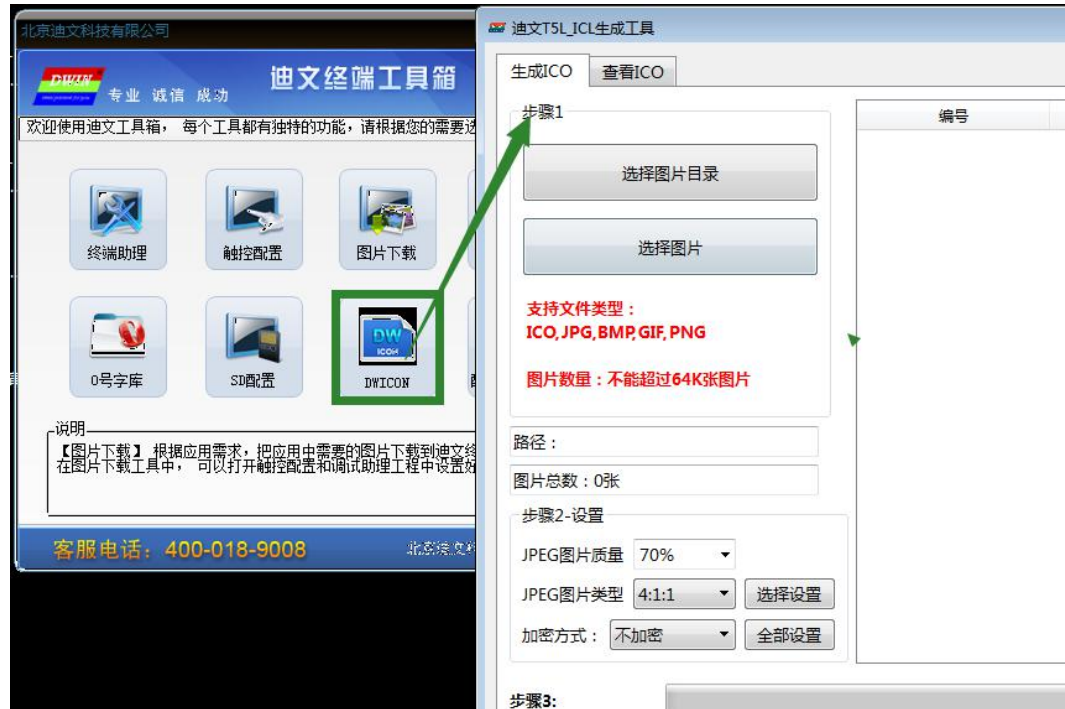 北京迪文科技有限公司
DWIN
专业 诚信 成功
迪文终端工具箱
欢迎使用迪文工具箱， 每个工具都有独特的功能，请根据您的需要
终端助理
触控配置
图片下载
0号字库
SD配置
DW
ICON
DWICON
说明
【图片下载】 根据应用需求，把应用中需要的图片下载到迪文
在图片下载工具中， 可以打开触控配置和调试助理工程中设置
客服电话：400-018-9008
迪文T5L_ICL生成工具
生成ICO
查看ICO
步骤1
选择图片目录
选择图片
支持文件类型：
ICO,JPG,BMP,GIF,PNG
图片数量：不能超过64K张图片
路径：
图片总数：0张
步骤2-设置
JPEG图片质量 70%
JPEG图片类型 4:1:1 选择设置
加密方式： 不加密 全部设置
步骤3:
编号